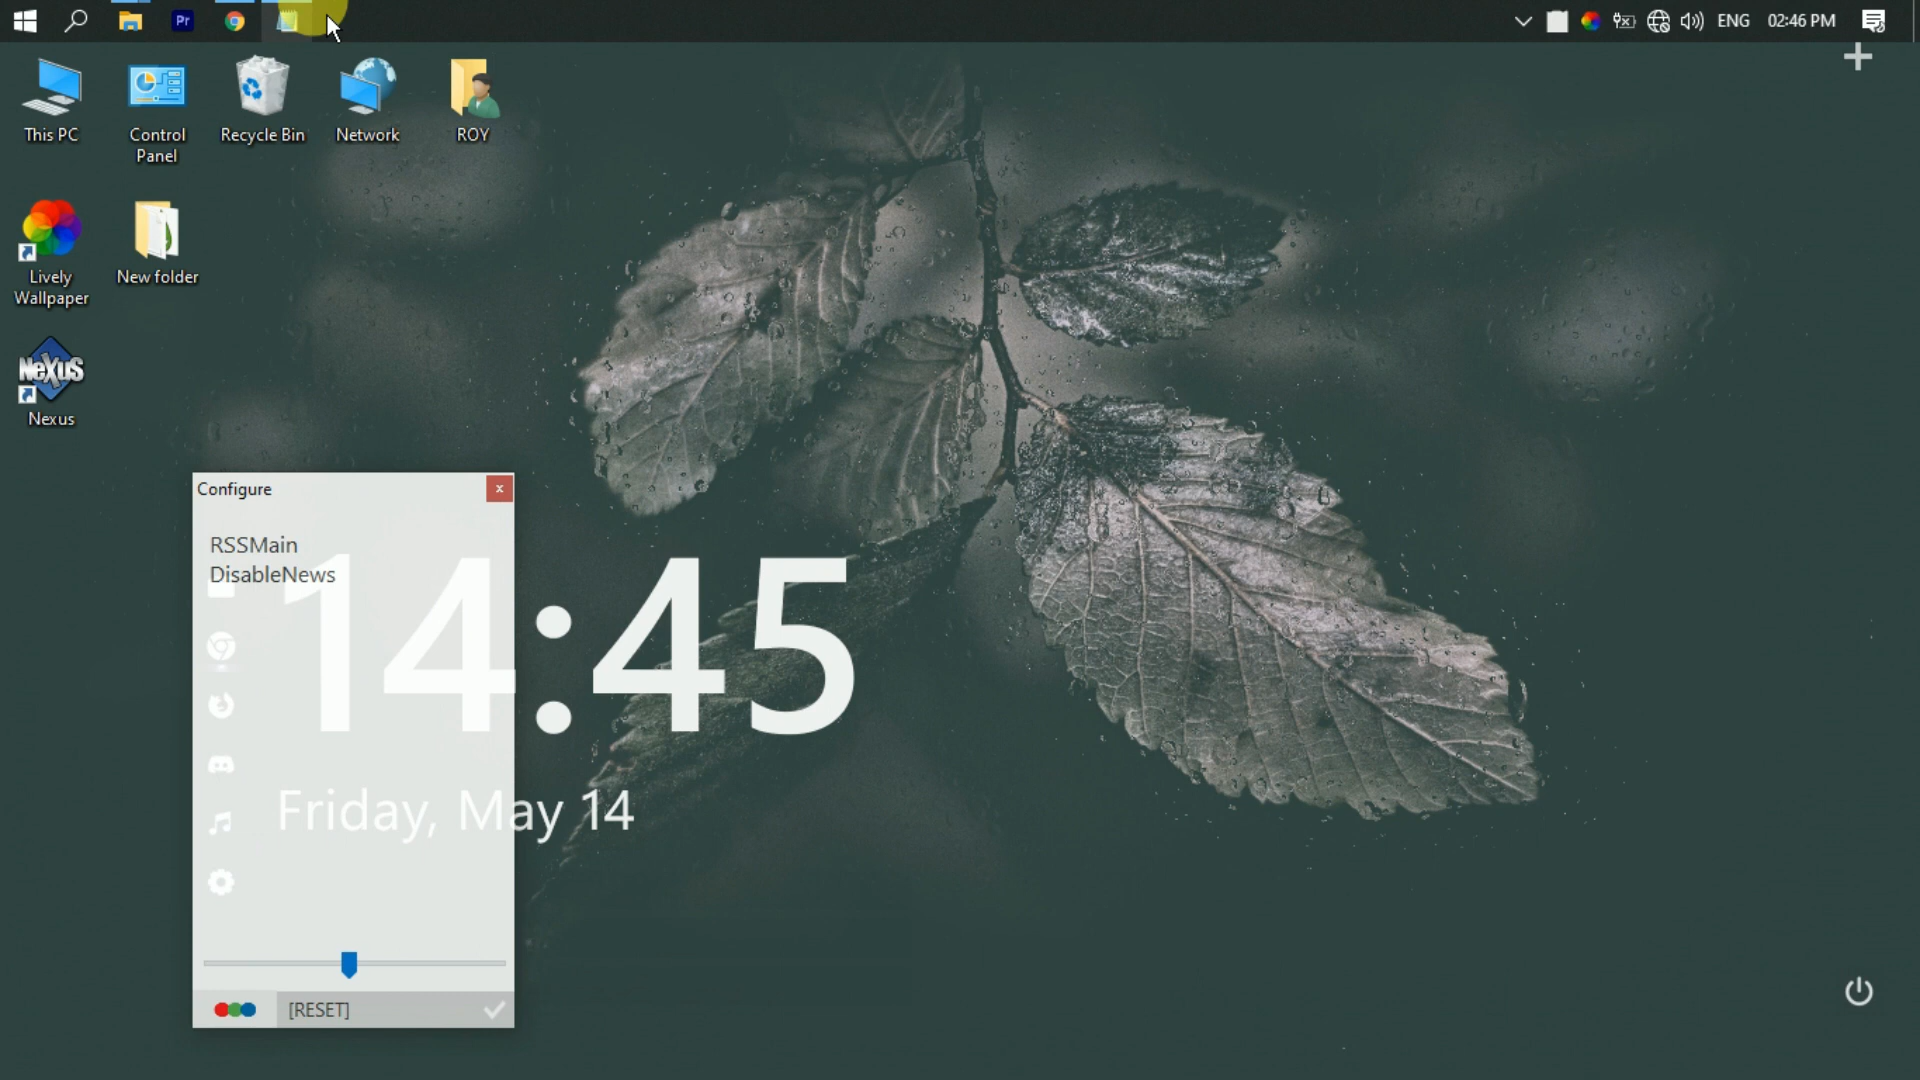 Pr
ENG
02:46 PM
This PC
Control
Panel
Recycle Bin
Network
ROY
Lively
Wallpaper
New folder
NeXuS
Nexus
Configure
x
RSSMain
DisableNews
14:45
Friday, May 14
[RESET]